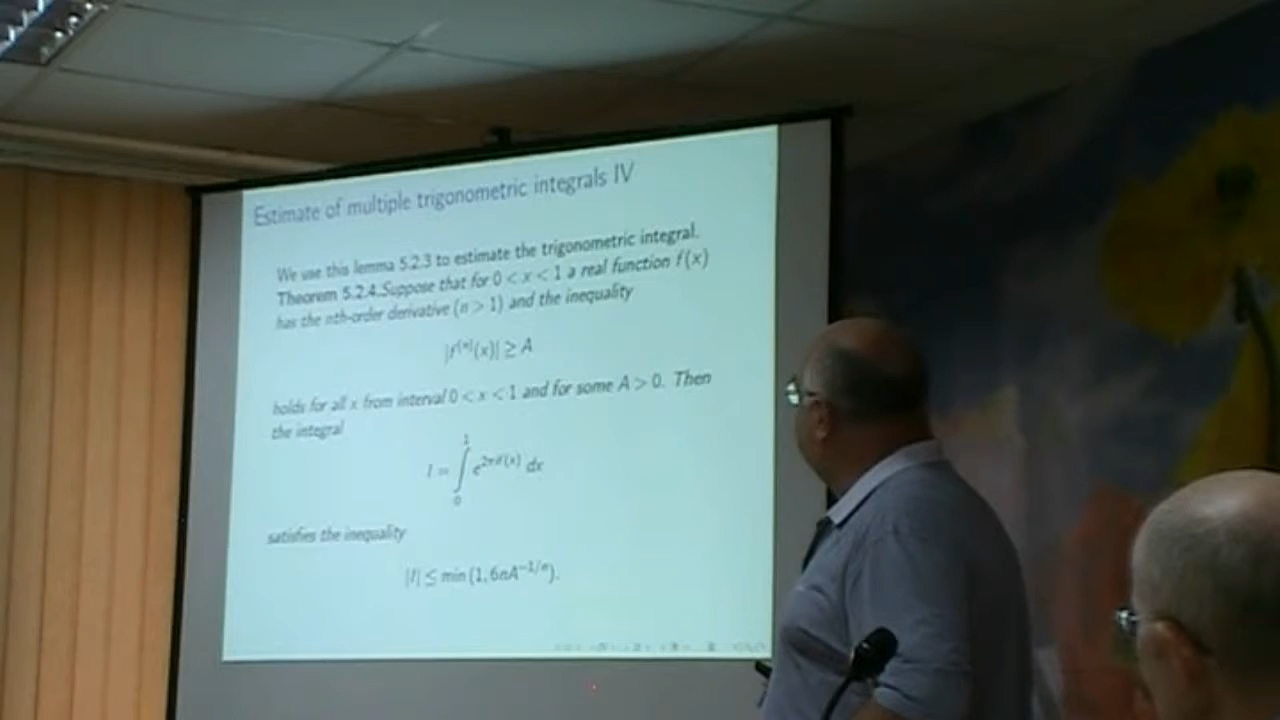 Estimate of multiple trigonometric integrals IV
We use this lemma 5.2.3 to estimate the trigonometric integral.
Theorem 5.2.4.Suppose that for 0 < x < 1 a real function f(x)
has the nth-order derivative (n > 1) and the inequality
|f⁽ⁿ⁾(x)| ≥ A
holds for all x from interval 0 < x < 1 and for some A > 0. Then
the integral
I = ∫₀¹ e^{2πif(x)} dx
satisfies the inequality
|I| ≤ min (1, 6nA^{−1/n}).